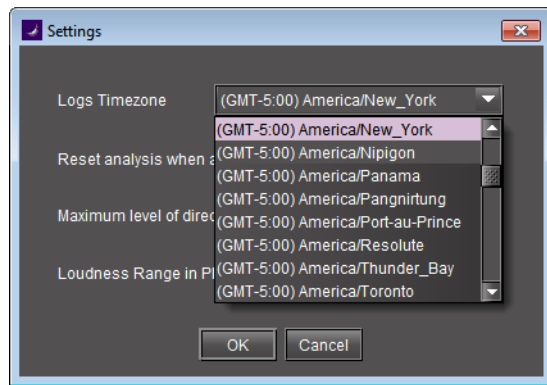 Settings
Logs Timezone
(GMT-5:00) America/New_York
(GMT-5:00) America/New_York
Reset analysis when a
(GMT-5:00) America/Nipigon
(GMT-5:00) America/Panama
(GMT-5:00) America/Pangnirtung
Maximum level of direc
(GMT-5:00) America/Port-au-Prince
(GMT-5:00) America/Resolute
Loudness Range in P
(GMT-5:00) America/Thunder_Bay
(GMT-5:00) America/Toronto
OK
Cancel